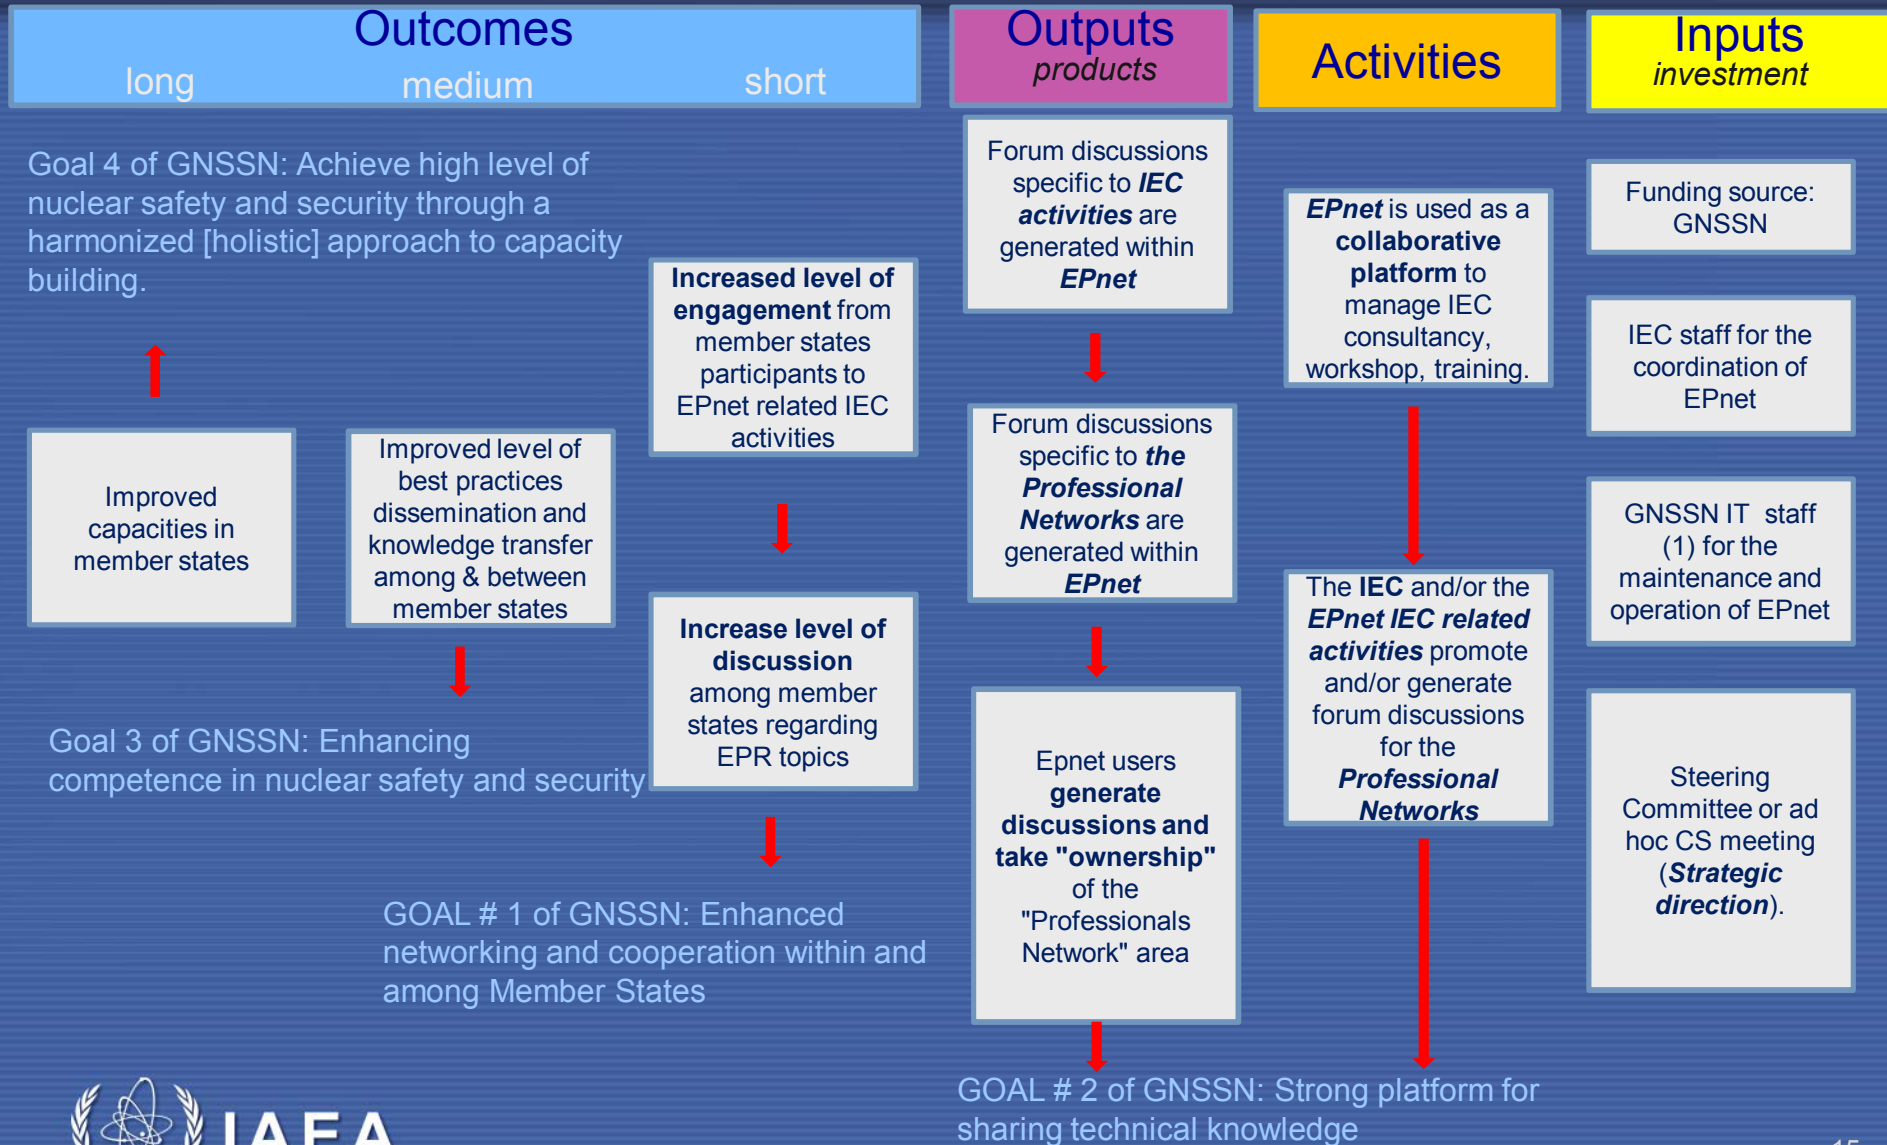 Outcomes
long
medium
short
Outputs
products
Activities
Inputs
investment
Goal 4 of GNSSN: Achieve high level of
nuclear safety and security through a
harmonized [holistic] approach to capacity
building.
Improved
capacities in
member states
Improved level of
best practices
dissemination and
knowledge transfer
among & between
member states
Goal 3 of GNSSN: Enhancing
competence in nuclear safety and security
Increased level of
engagement from
member states
participants to
EPnet related IEC
activities
Increase level of
discussion
among member
states regarding
EPR topics
GOAL # 1 of GNSSN: Enhanced
networking and cooperation within and
among Member States
Forum discussions
specific to IEC
activities are
generated within
EPnet
Forum discussions
specific to the
Professional
Networks are
generated within
EPnet
Epnet users
generate
discussions and
take "ownership"
of the
"Professionals
Network" area
EPnet is used as a
collaborative
platform to
manage IEC
consultancy,
workshop, training.
The IEC and/or the
EPnet IEC related
activities promote
and/or generate
forum discussions
for the
Professional
Networks
GOAL # 2 of GNSSN: Strong platform for
sharing technical knowledge
Funding source:
GNSSN
IEC staff for the
coordination of
EPnet
GNSSN IT staff
(1) for the
maintenance and
operation of EPnet
Steering
Committee or ad
hoc CS meeting
(Strategic
direction).
IAEA
15